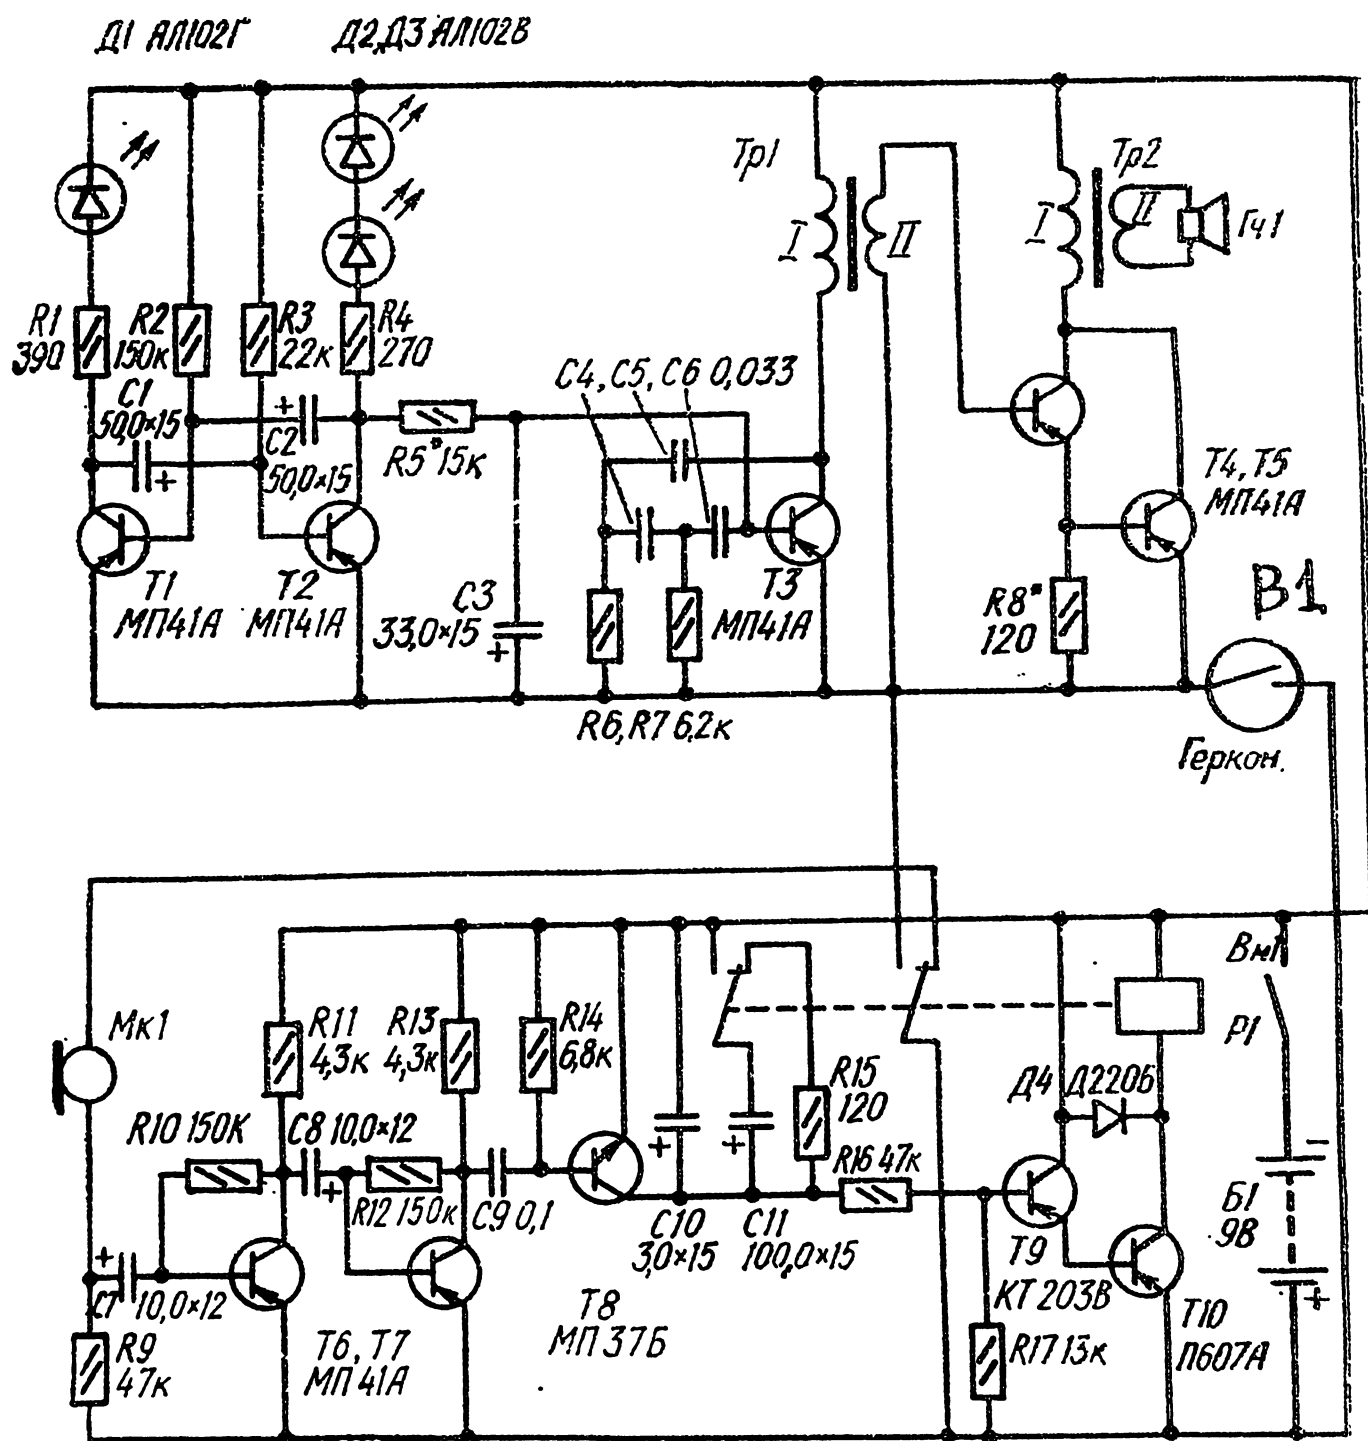 Д1 АЛ102Г
Д2,Д3 АЛ102В
Тр1
I
II
Тр2
I
II
Гч1
R1
390
R2
150к
R3
22к
R4
270
C1
50,0×15
+
+
C2
50,0×15
R5* 15к
C4, C5, C6 0,033
T1
МП41А
T2
МП41А
C3
33,0×15
+
T3
МП41А
R6, R7 6,2к
T4, T5
МП41А
R8*
120
В1
Геркон.
Мк1
R11
4,3к
R13
4,3к
R14
6,8к
R10 150К
C8 10,0×12
+
R12 150к
C9 0,1
+
C7 10,0×12
R9
47к
T6, T7
МП41А
T8
МП37Б
+
C10
3,0×15
+
C11
100,0×15
R15
120
R16 47к
Д4 Д220Б
Вк1
Р1
T9
КТ203В
R17 13к
T10
П607А
Б1
9В
−
+